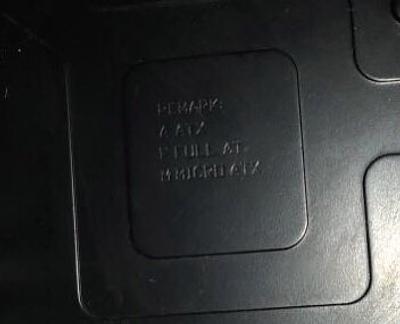 REMARK:
A ATX
F FULL AT
M MICRO ATX